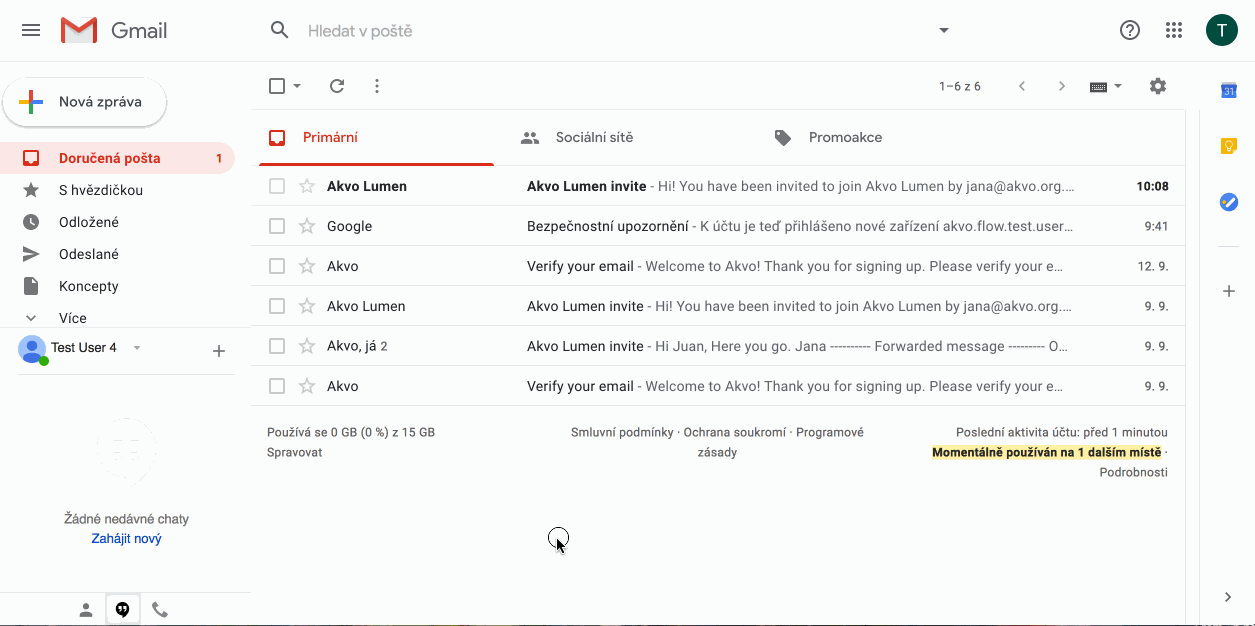 Gmail
Hledat v poště
T
Nová zpráva
1–6 z 6
31
Primární
Sociální sítě
Promoakce
Doručená pošta 1
S hvězdičkou
Odložené
Odeslané
Koncepty
Více
Akvo Lumen Akvo Lumen invite - Hi! You have been invited to join Akvo Lumen by jana@akvo.org.… 10:08
Google Bezpečnostní upozornění - K účtu je teď přihlášeno nové zařízení akvo.flow.test.user… 9:41
Akvo Verify your email - Welcome to Akvo! Thank you for signing up. Please verify your e… 12. 9.
Akvo Lumen Akvo Lumen invite - Hi! You have been invited to join Akvo Lumen by jana@akvo.org.… 9. 9.
Akvo, já 2 Akvo Lumen invite - Hi Juan, Here you go. Jana ---------- Forwarded message --------- O… 9. 9.
Akvo Verify your email - Welcome to Akvo! Thank you for signing up. Please verify your e… 9. 9.
Test User 4
Žádné nedávné chaty
Zahájit nový
Používá se 0 GB (0 %) z 15 GB
Spravovat
Smluvní podmínky · Ochrana soukromí · Programové
zásady
Poslední aktivita účtu: před 1 minutou
Momentálně používán na 1 dalším místě ·
Podrobnosti